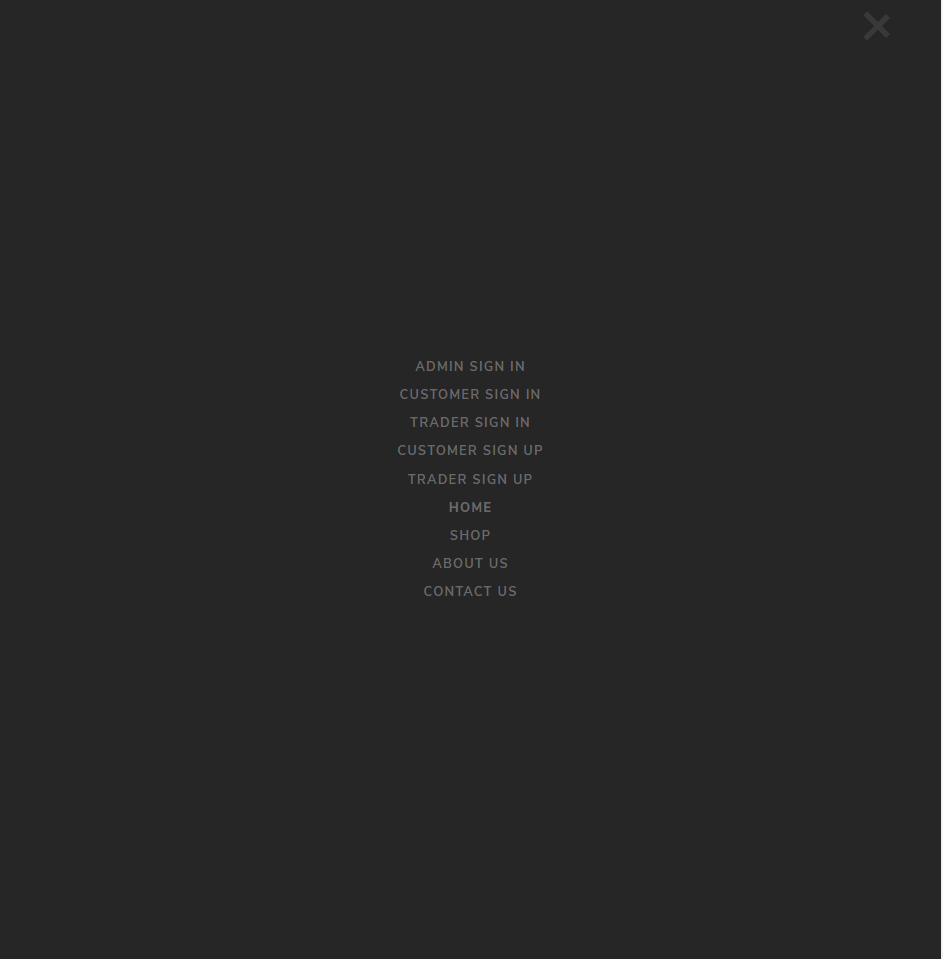 ADMIN SIGN IN
CUSTOMER SIGN IN
TRADER SIGN IN
CUSTOMER SIGN UP
TRADER SIGN UP
HOME
SHOP
ABOUT US
CONTACT US